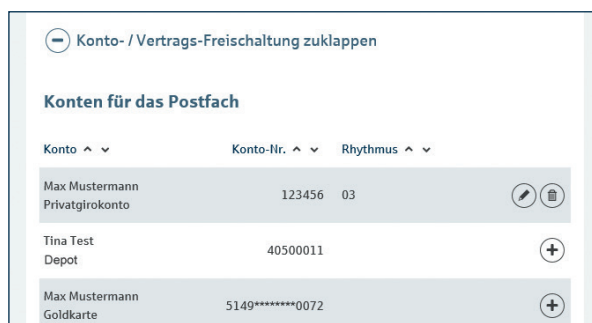 Konto- / Vertrags-Freischaltung zuklappen
Konten für das Postfach
Konto Konto-Nr. Rhythmus
Max Mustermann
Privatgirokonto
123456 03
Tina Test
Depot
40500011
Max Mustermann
Goldkarte
5149********0072